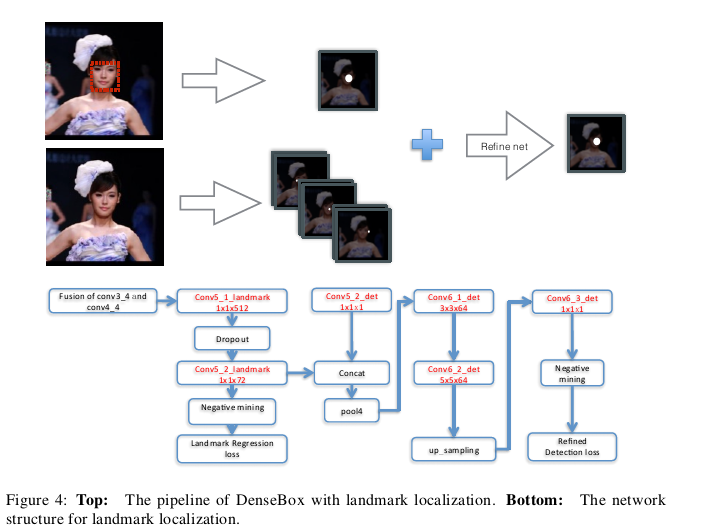 Refine net
Fusion of conv3_4 and
conv4_4
Conv5_1_landmark
1x1x512
Dropout
Conv5_2_landmark
1x1x72
Negative mining
Landmark Regression
loss
Conv5_2_det
1x1x1
Concat
pool4
Conv6_1_det
3x3x64
Conv6_2_det
5x5x64
up_sampling
Conv6_3_det
1x1x1
Negative
mining
Refined
Detection loss
Figure 4: Top: The pipeline of DenseBox with landmark localization. Bottom: The network
structure for landmark localization.